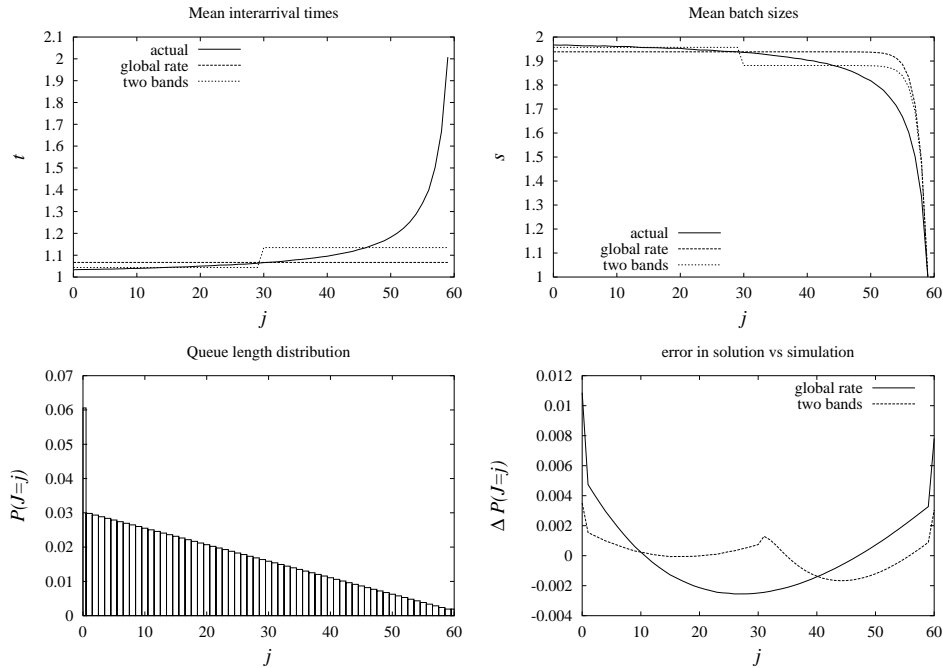 Mean interarrival times
2.1
2
1.9
1.8
1.7
1.6
1.5
1.4
1.3
1.2
1.1
1
t
actual
global rate
two bands
0 10 20 30 40 50 60
j
Mean batch sizes
2
1.9
1.8
1.7
1.6
1.5
1.4
1.3
1.2
1.1
1
s
actual
global rate
two bands
0 10 20 30 40 50 60
j
Queue length distribution
0.07
0.06
0.05
0.04
0.03
0.02
0.01
0
P(J=j)
0 10 20 30 40 50 60
j
error in solution vs simulation
0.012
0.01
0.008
0.006
0.004
0.002
0
-0.002
-0.004
Δ P(J=j)
global rate
two bands
0 10 20 30 40 50 60
j